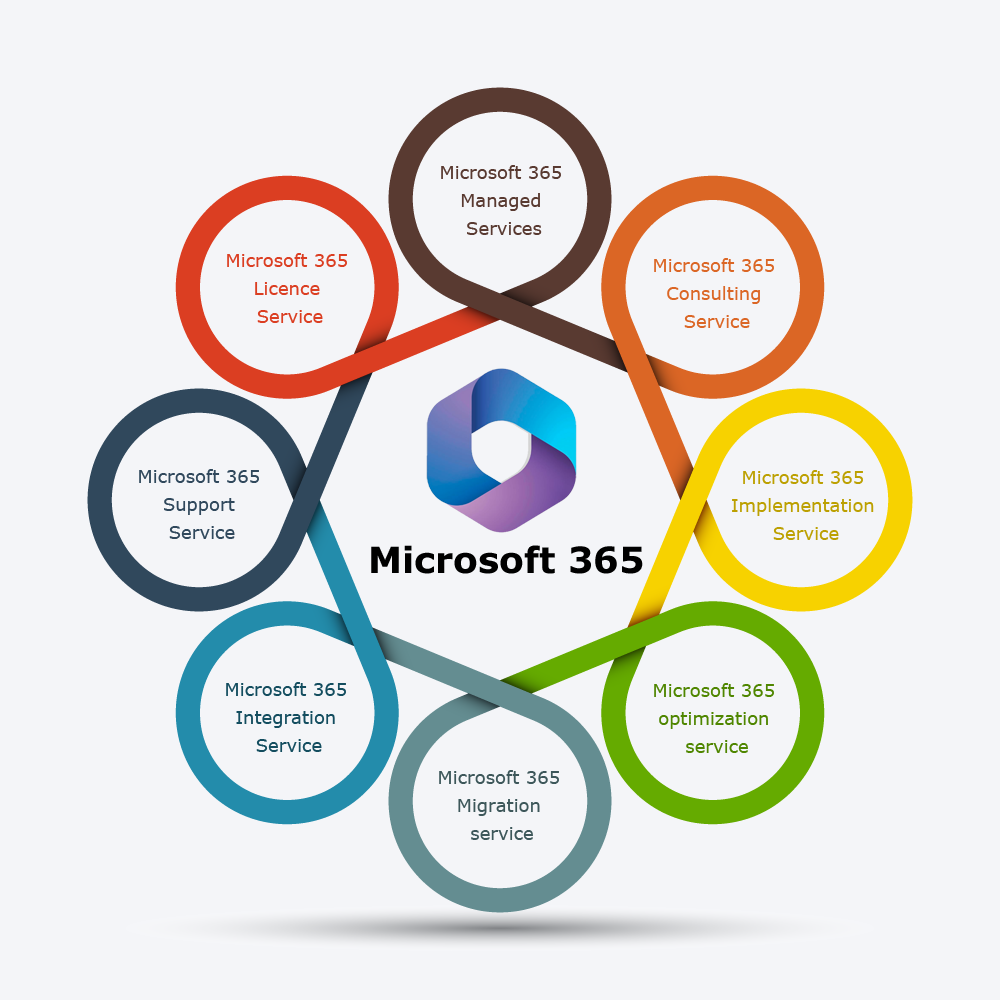 Microsoft 365
Managed
Services
Microsoft 365
Consulting
Service
Microsoft 365
Implementation
Service
Microsoft 365
optimization
service
Microsoft 365
Migration
service
Microsoft 365
Integration
Service
Microsoft 365
Support
Service
Microsoft 365
Licence
Service
Microsoft 365